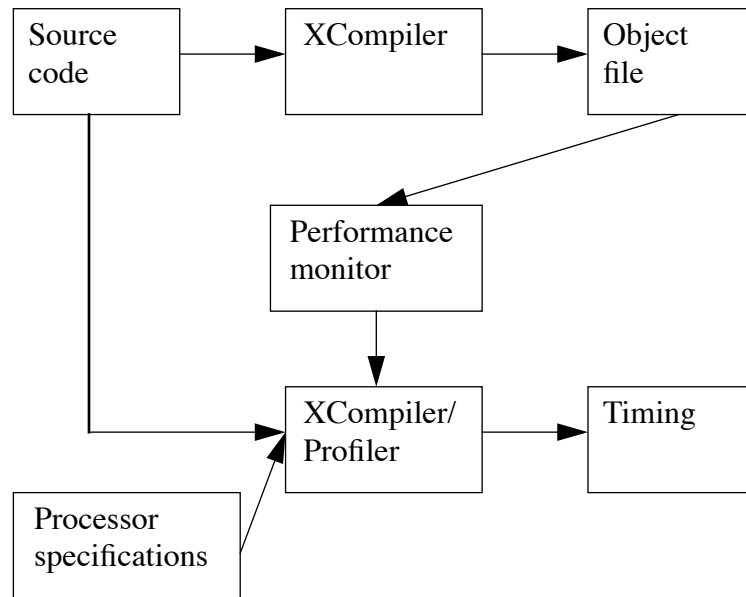 Source
code
XCompiler
Object
file
Performance
monitor
XCompiler/
Profiler
Timing
Processor
specifications